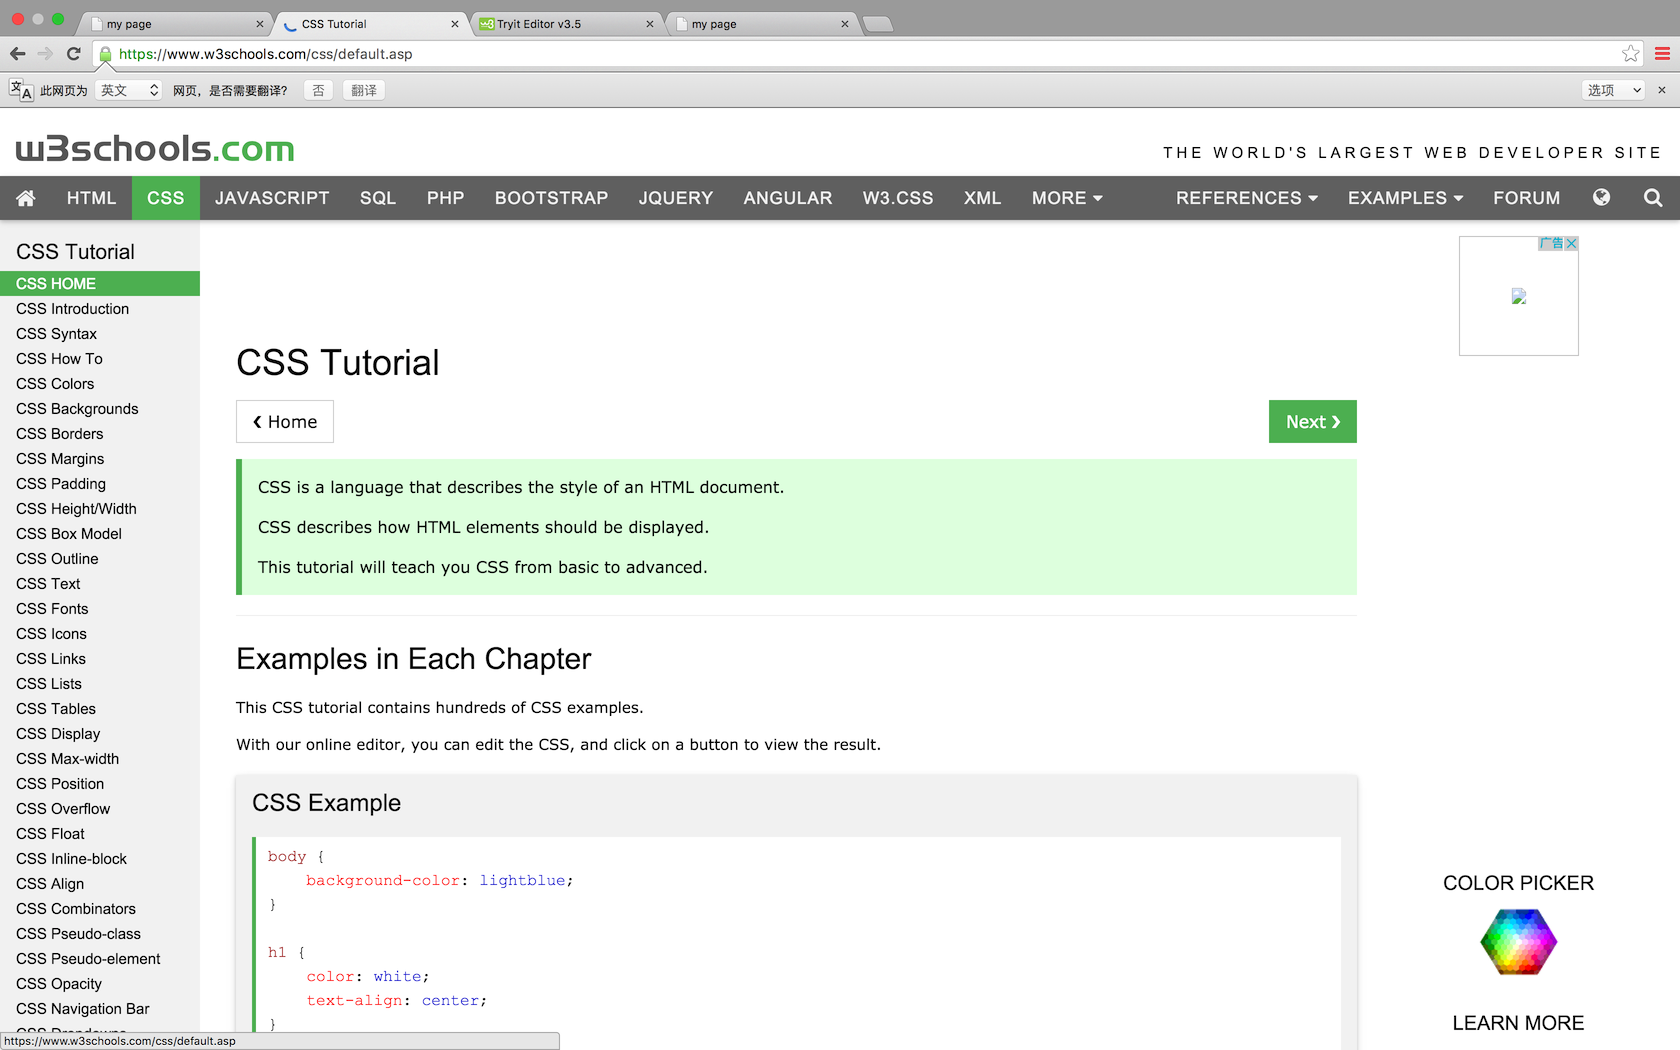 my page
CSS Tutorial
Tryit Editor v3.5
my page
https://www.w3schools.com/css/default.asp
此网页为 英文 网页，是否需要翻译? 否 翻译 选项
w3schools.com
THE WORLD'S LARGEST WEB DEVELOPER SITE
HTML CSS JAVASCRIPT SQL PHP BOOTSTRAP JQUERY ANGULAR W3.CSS XML MORE REFERENCES EXAMPLES FORUM
CSS Tutorial
CSS HOME
CSS Introduction
CSS Syntax
CSS How To
CSS Colors
CSS Backgrounds
CSS Borders
CSS Margins
CSS Padding
CSS Height/Width
CSS Box Model
CSS Outline
CSS Text
CSS Fonts
CSS Icons
CSS Links
CSS Lists
CSS Tables
CSS Display
CSS Max-width
CSS Position
CSS Overflow
CSS Float
CSS Inline-block
CSS Align
CSS Combinators
CSS Pseudo-class
CSS Pseudo-element
CSS Opacity
CSS Navigation Bar
CSS Dropdowns
https://www.w3schools.com/css/default.asp
CSS Tutorial
❮ Home
Next ❯
CSS is a language that describes the style of an HTML document.
CSS describes how HTML elements should be displayed.
This tutorial will teach you CSS from basic to advanced.
Examples in Each Chapter
This CSS tutorial contains hundreds of CSS examples.
With our online editor, you can edit the CSS, and click on a button to view the result.
CSS Example
body {
background-color: lightblue;
}
h1 {
color: white;
text-align: center;
}
广告
COLOR PICKER
LEARN MORE